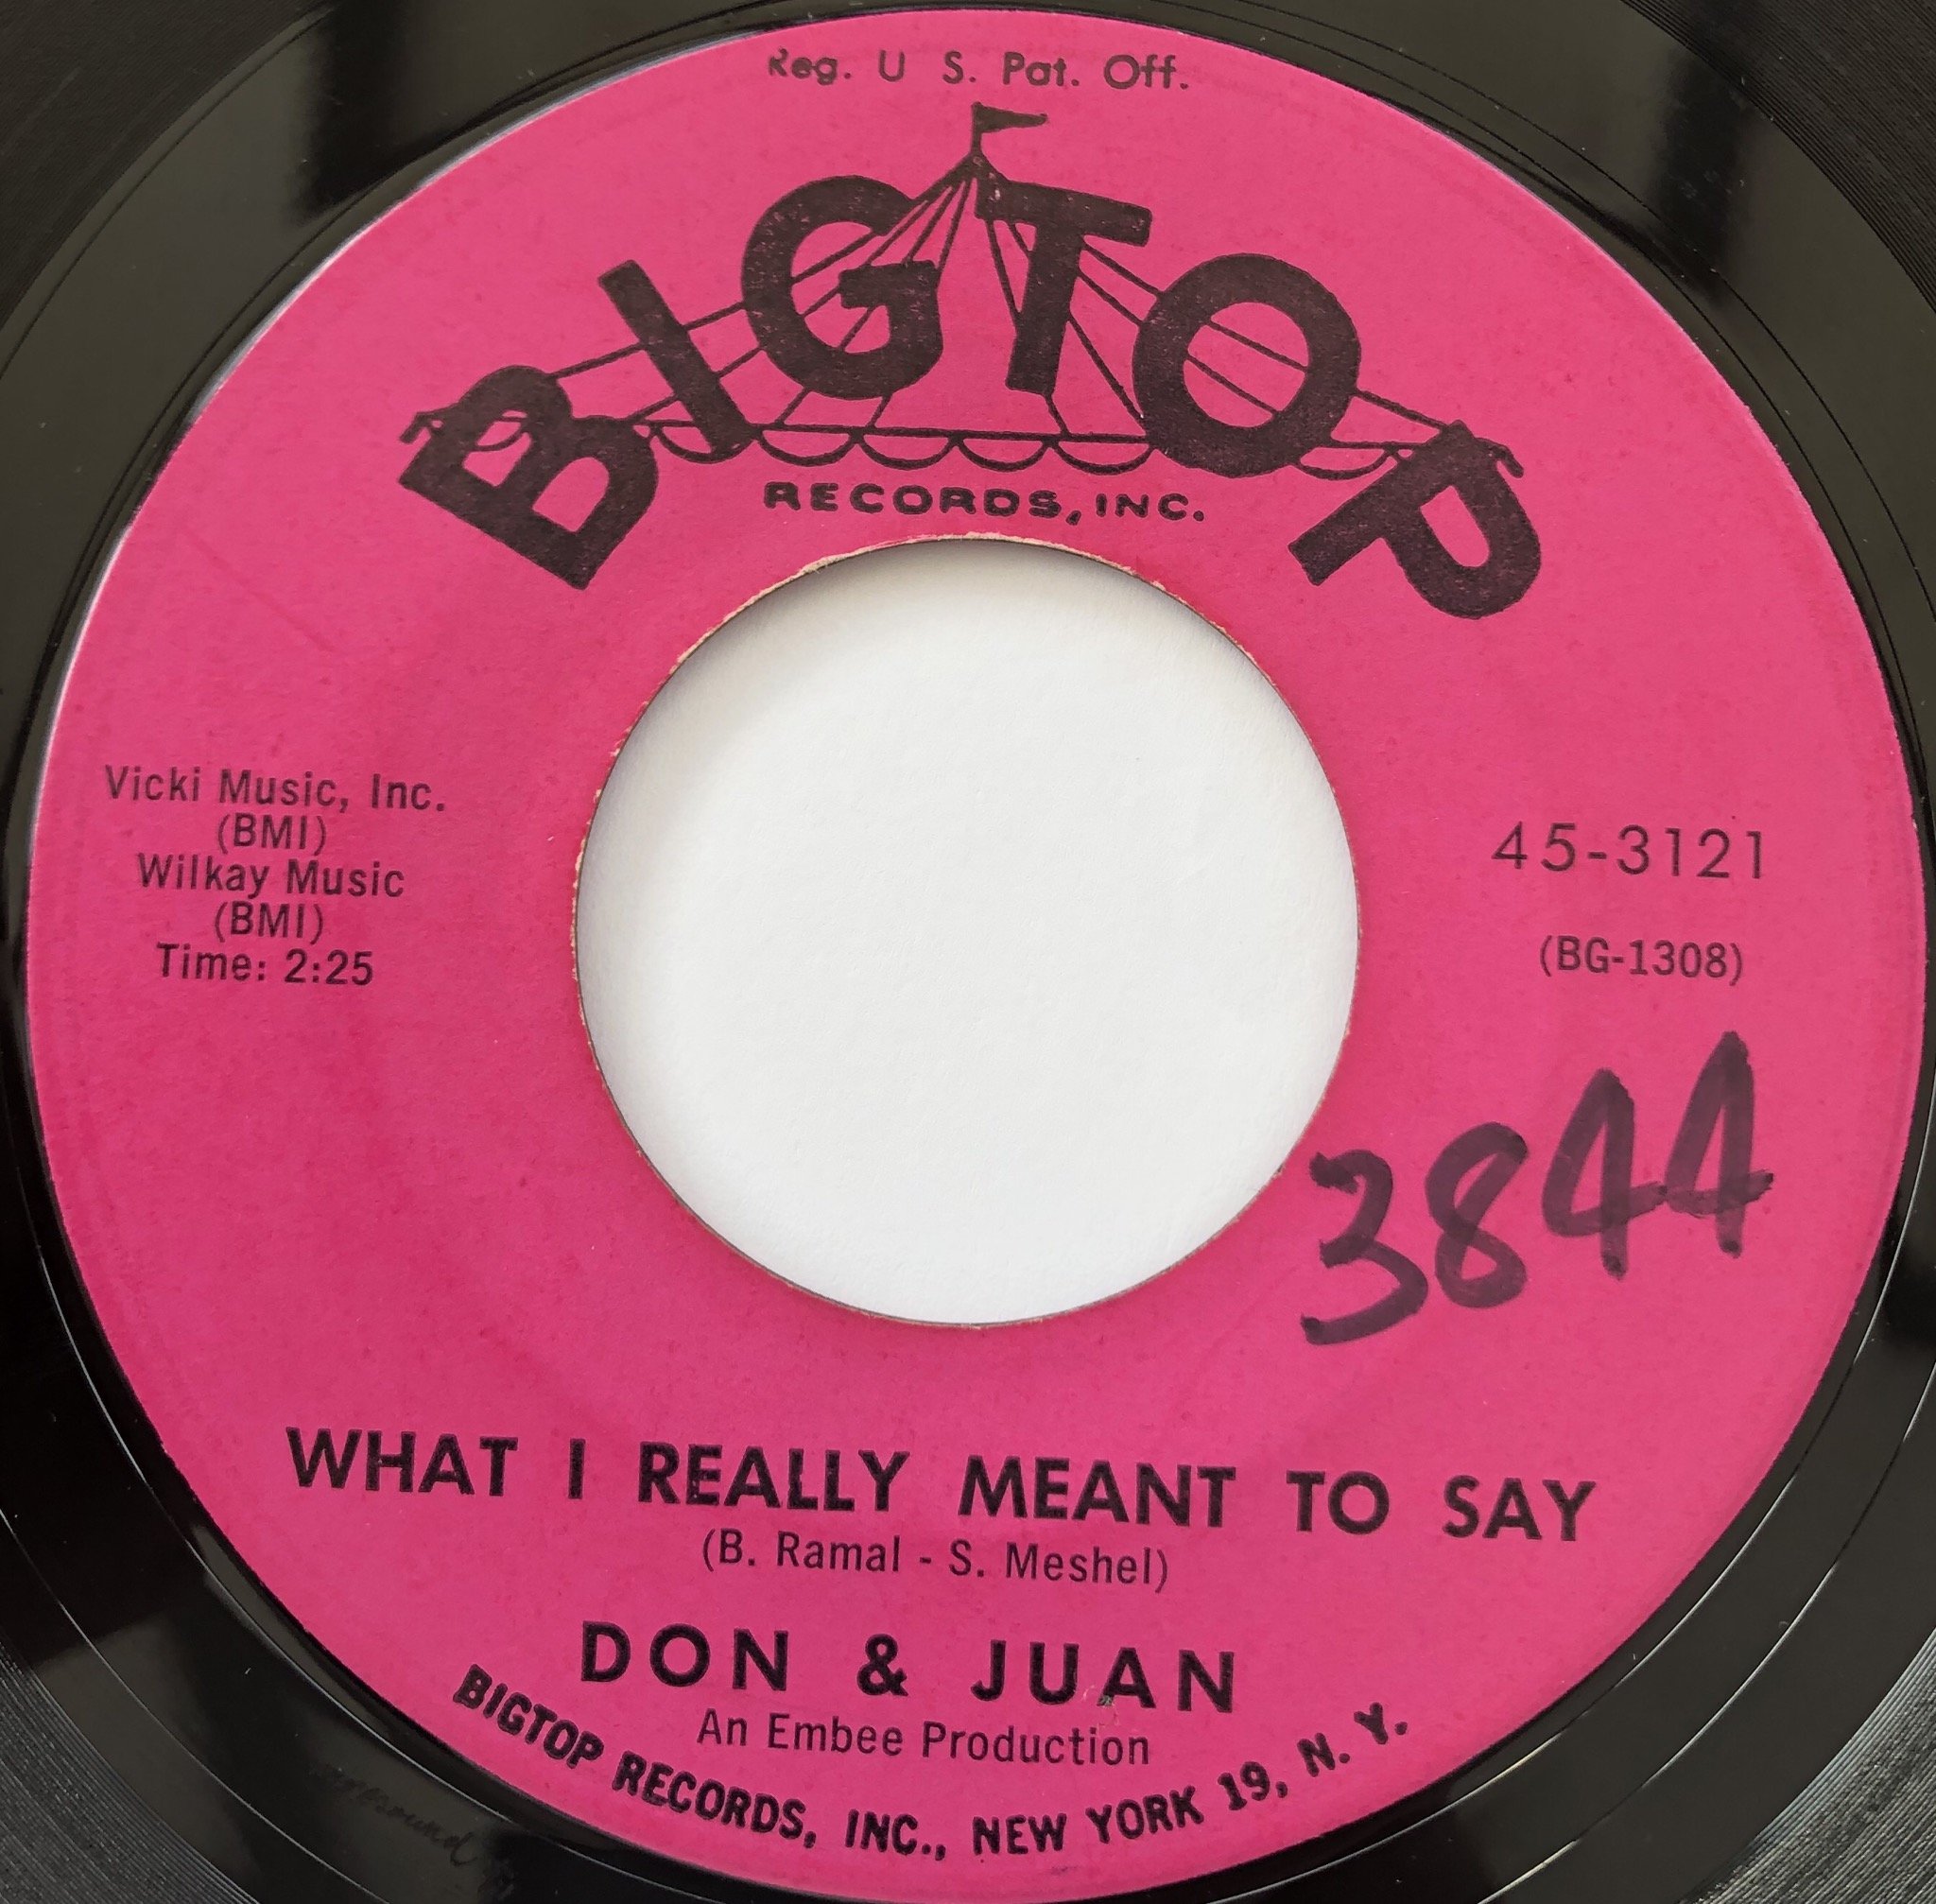 Reg. U S. Pat. Off.
BIGTOP
RECORDS, INC.
Vicki Music, Inc.
(BMI)
Wilkay Music
(BMI)
Time: 2:25
45-3121
(BG-1308)
3844
WHAT I REALLY MEANT TO SAY
(B. Ramal - S. Meshel)
DON & JUAN
An Embee Production
BIGTOP RECORDS, INC., NEW YORK 19, N. Y.